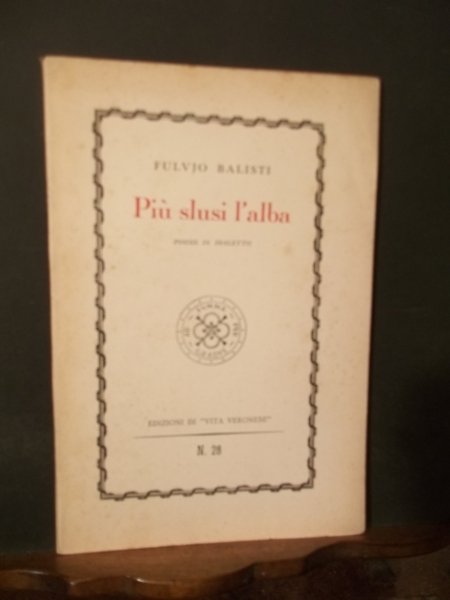 FULVIO BALISTI
Più slusi l'alba
POESIE IN DIALETTO
EDIZIONI DI "VITA VERONESE"
N. 28